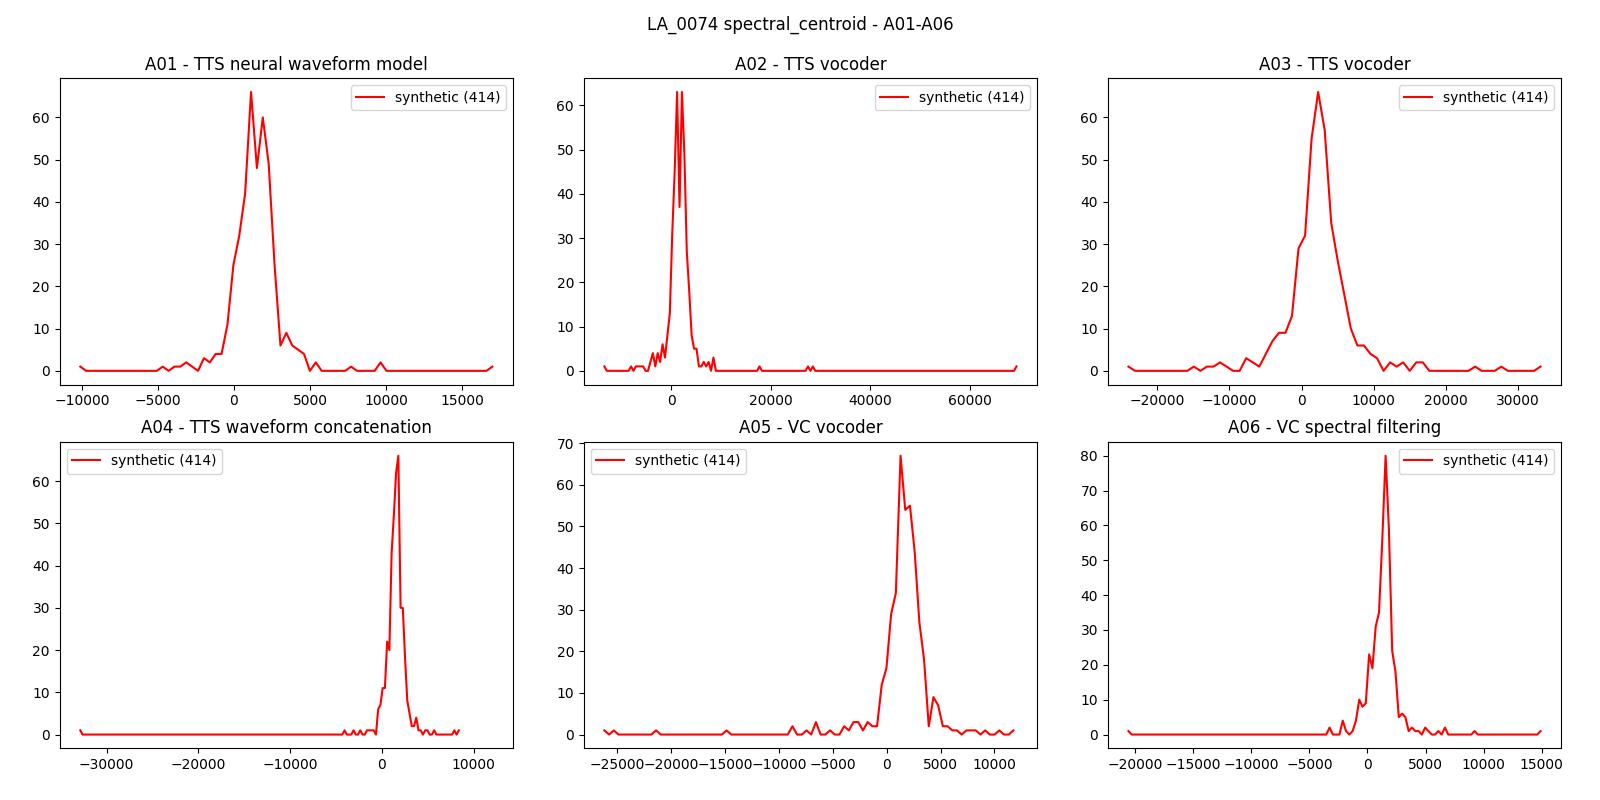 LA_0074 spectral_centroid - A01-A06
A01 - TTS neural waveform model
synthetic (414)
60
50
40
30
20
10
0
−10000 −5000 0 5000 10000 15000
A02 - TTS vocoder
synthetic (414)
60
50
40
30
20
10
0
0 20000 40000 60000
A03 - TTS vocoder
synthetic (414)
60
50
40
30
20
10
0
−20000 −10000 0 10000 20000 30000
A04 - TTS waveform concatenation
synthetic (414)
60
50
40
30
20
10
0
−30000 −20000 −10000 0 10000
A05 - VC vocoder
synthetic (414)
70
60
50
40
30
20
10
0
−25000 −20000 −15000 −10000 −5000 0 5000 10000
A06 - VC spectral filtering
synthetic (414)
80
70
60
50
40
30
20
10
0
−20000 −15000 −10000 −5000 0 5000 10000 15000